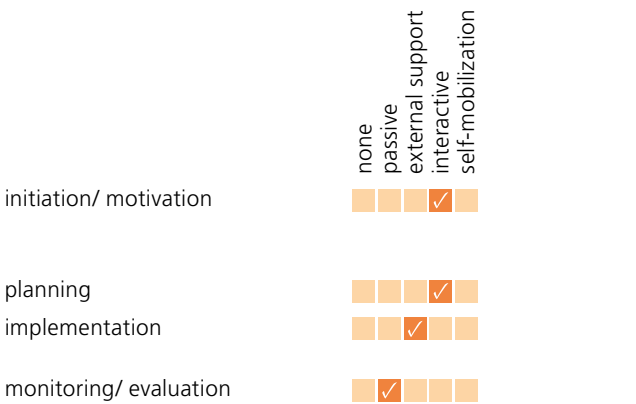 none
passive
external support
interactive
self-mobilization
initiation/ motivation
planning
implementation
monitoring/ evaluation